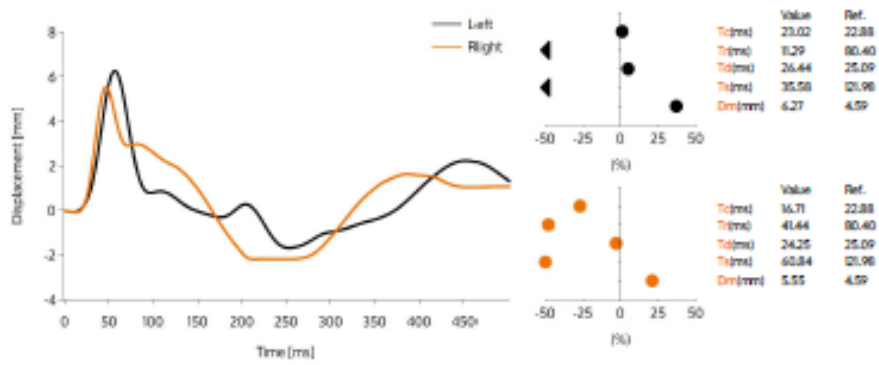 Left
Rlight
Displacement [mm]
8
6
4
2
0
-2
-4
0 50 100 150 200 250 300 350 400 450
Time [ms]
-50 -25 0 25 50
(%)
Value Ref.
Tc(ms) 23.02 22.88
Tr(ms) 11.29 80.40
Td(ms) 26.44 25.09
Ts(ms) 35.58 121.98
Dm(mm) 6.27 4.59
-50 -25 0 25 50
(%)
Value Ref.
Tc(ms) 16.71 22.88
Tr(ms) 41.44 80.40
Td(ms) 24.25 25.09
Ts(ms) 60.84 121.98
Dm(mm) 5.55 4.59